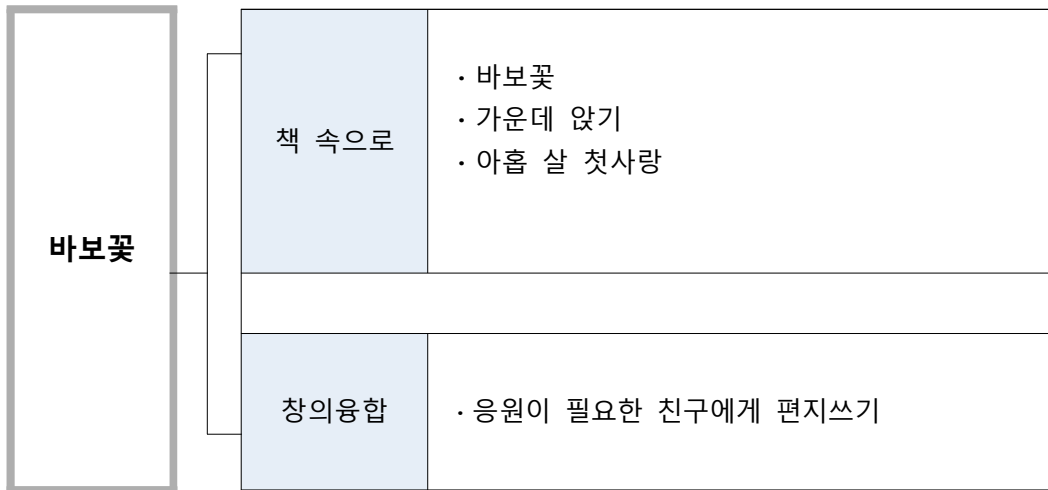 바보꽃
책 속으로
· 바보꽃
· 가운데 앉기
· 아홉 살 첫사랑
창의융합
· 응원이 필요한 친구에게 편지쓰기